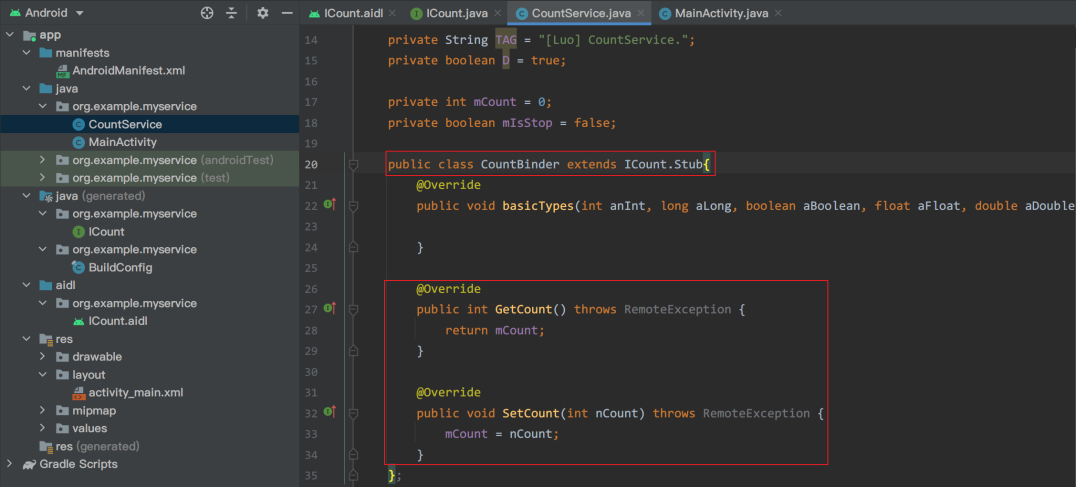 Android
ICount.aidl
ICount.java
CountService.java
MainActivity.java
app
manifests
AndroidManifest.xml
java
org.example.myservice
CountService
MainActivity
org.example.myservice (androidTest)
org.example.myservice (test)
java (generated)
org.example.myservice
ICount
org.example.myservice
BuildConfig
aidl
org.example.myservice
ICount.aidl
res
drawable
layout
activity_main.xml
mipmap
values
res (generated)
Gradle Scripts
14 private String TAG = "[Luo] CountService.";
15 private boolean D = true;
16
17 private int mCount = 0;
18 private boolean mIsStop = false;
19
20 public class CountBinder extends ICount.Stub{
21 @Override
22 public void basicTypes(int anInt, long aLong, boolean aBoolean, float aFloat, double aDouble
23
24 }
25
26 @Override
27 public int GetCount() throws RemoteException {
28 return mCount;
29 }
30
31 @Override
32 public void SetCount(int nCount) throws RemoteException {
33 mCount = nCount;
34 }
35 };